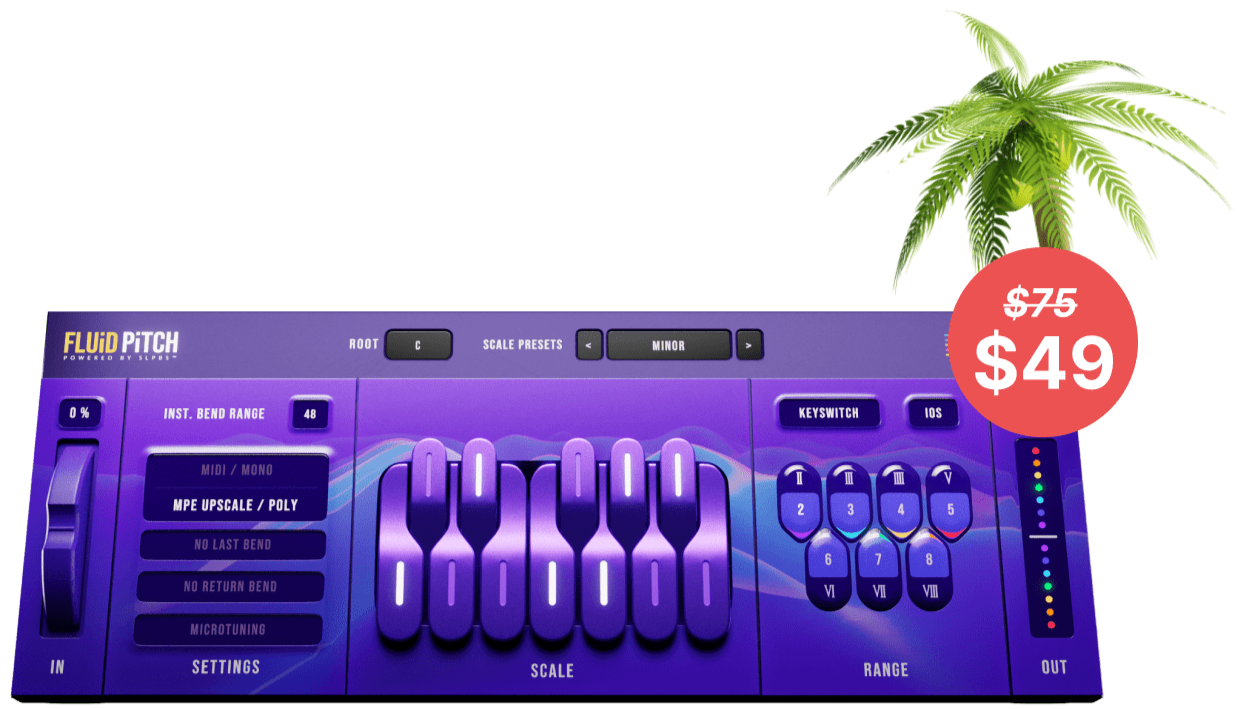 $75
$49
FLUiD PiTCH
POWERED BY SLPRS™
ROOT
C
SCALE PRESETS
<
MINOR
>
0 %
INST. BEND RANGE
48
KEYSWITCH
IOS
MIDI / MONO
MPE UPSCALE / POLY
NO LAST BEND
NO RETURN BEND
MICROTUNING
II
III
IIII
V
2
3
4
5
6
7
8
VI
VII
VIII
IN
SETTINGS
SCALE
RANGE
OUT